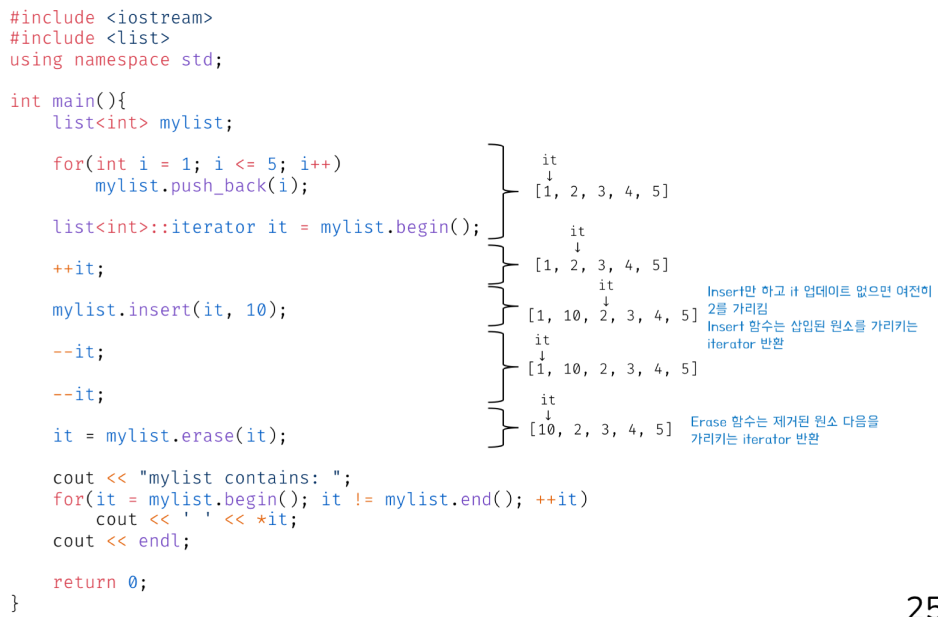 #include <iostream>
#include <list>
using namespace std;
int main(){
list<int> mylist;
for(int i = 1; i <= 5; i++)
mylist.push_back(i);
list<int>::iterator it = mylist.begin();
++it;
mylist.insert(it, 10);
--it;
--it;
it = mylist.erase(it);
cout << "mylist contains: ";
for(it = mylist.begin(); it != mylist.end(); ++it)
cout << ' ' << *it;
cout << endl;
return 0;
}
it
↓
[1, 2, 3, 4, 5]
it
↓
[1, 2, 3, 4, 5]
it
↓
[1, 10, 2, 3, 4, 5]
Insert만 하고 it 업데이트 없으면 여전히
2를 가리킴
Insert 함수는 삽입된 원소를 가리키는
iterator 반환
it
↓
[1, 10, 2, 3, 4, 5]
it
↓
[10, 2, 3, 4, 5]
Erase 함수는 제거된 원소 다음을
가리키는 iterator 반환
25